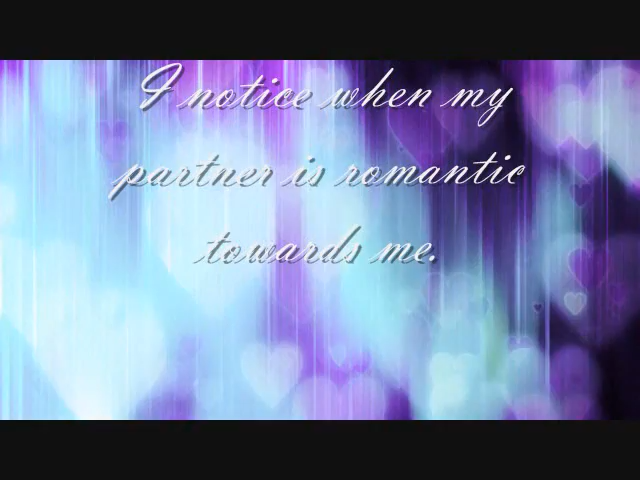 I notice when my
partner is romantic
towards me.